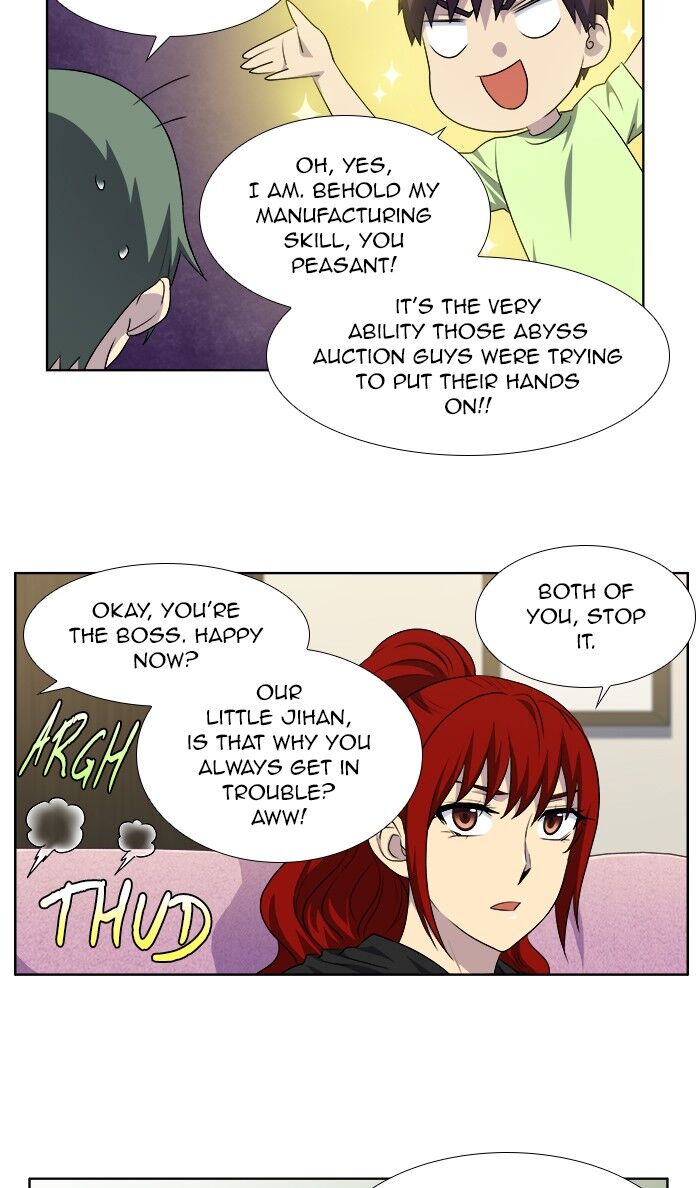 OH, YES,
I AM. BEHOLD MY
MANUFACTURING
SKILL, YOU
PEASANT!
IT'S THE VERY
ABILITY THOSE ABYSS
AUCTION GUYS WERE TRYING
TO PUT THEIR HANDS
ON!!
OKAY, YOU'RE
THE BOSS. HAPPY
NOW?
OUR
LITTLE JIHAN,
IS THAT WHY YOU
ALWAYS GET IN
TROUBLE?
AWW!
BOTH OF
YOU, STOP
IT.
ARGH
THUD